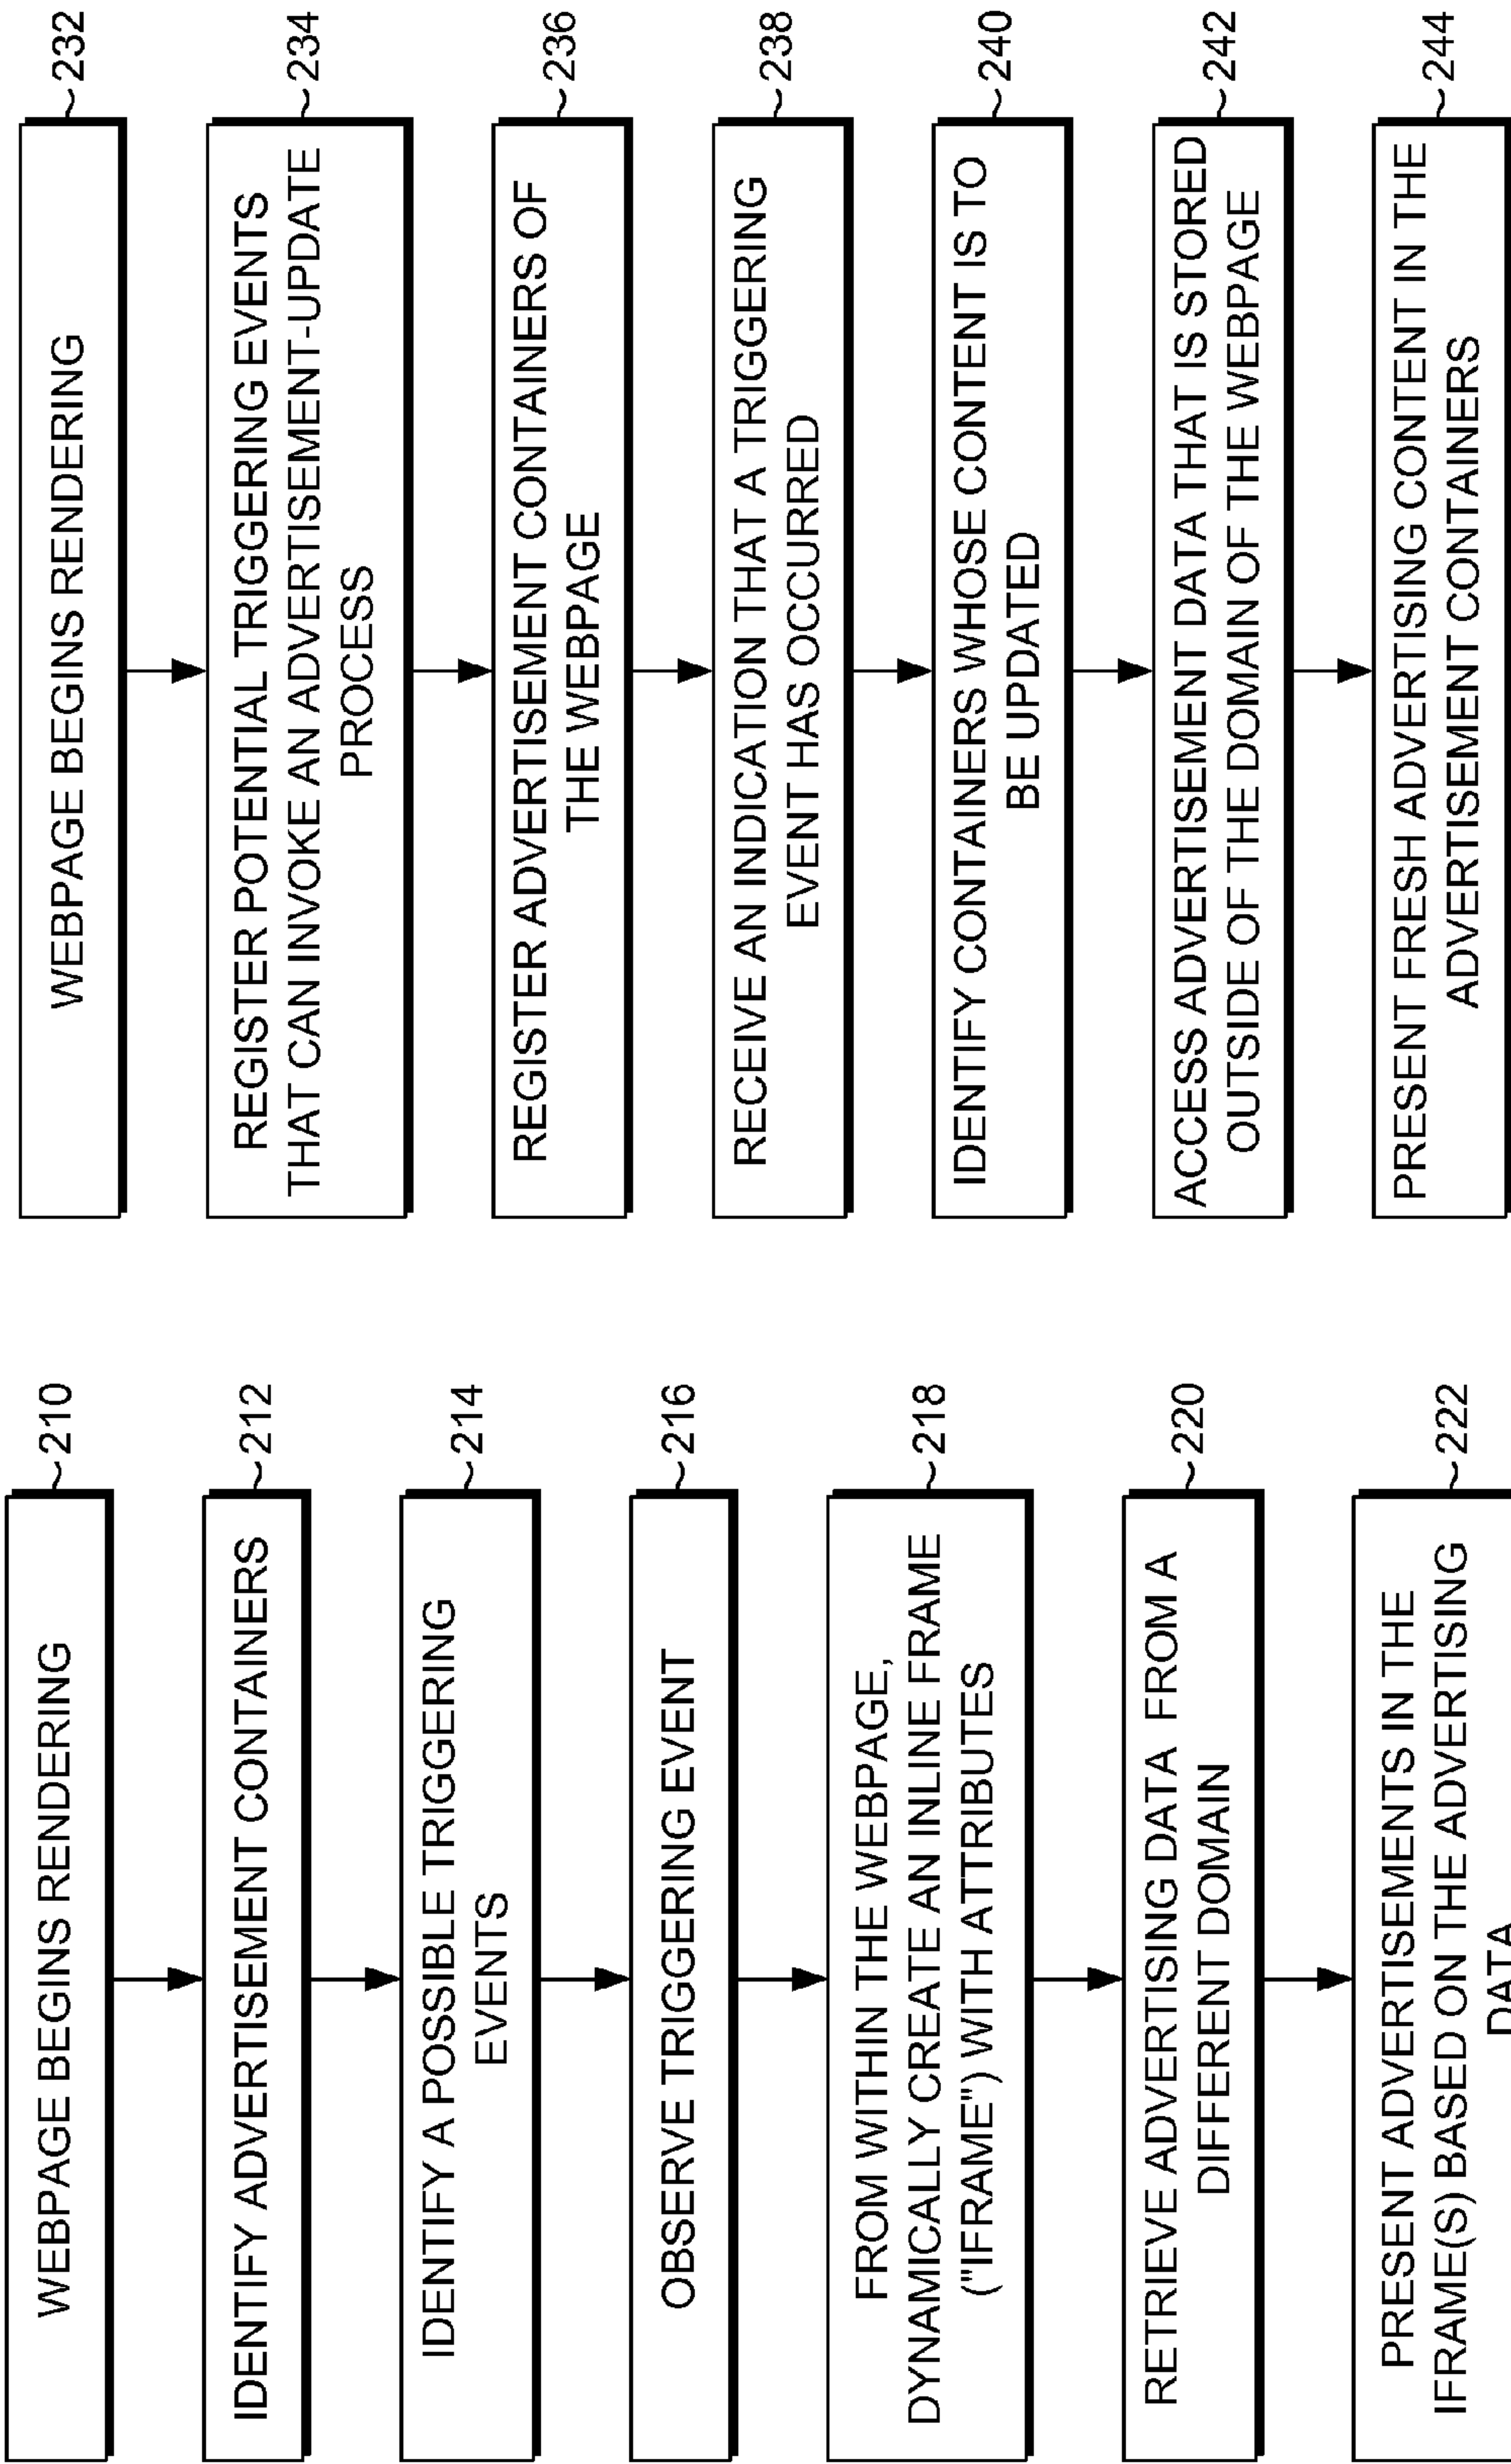 WEBPAGE BEGINS RENDERING
~210
IDENTIFY ADVERTISEMENT CONTAINERS
~212
IDENTIFY A POSSIBLE TRIGGERING
EVENTS
~214
OBSERVE TRIGGERING EVENT
~216
FROM WITHIN THE WEBPAGE,
DYNAMICALLY CREATE AN INLINE FRAME
("IFRAME") WITH ATTRIBUTES
~218
RETRIEVE ADVERTISING DATA FROM A
DIFFERENT DOMAIN
~220
PRESENT ADVERTISEMENTS IN THE
IFRAME(S) BASED ON THE ADVERTISING
DATA
~222
WEBPAGE BEGINS RENDERING
~232
REGISTER POTENTIAL TRIGGERING EVENTS
THAT CAN INVOKE AN ADVERTISEMENT-UPDATE
PROCESS
~234
REGISTER ADVERTISEMENT CONTAINERS OF
THE WEBPAGE
~236
RECEIVE AN INDICATION THAT A TRIGGERING
EVENT HAS OCCURRED
~238
IDENTIFY CONTAINERS WHOSE CONTENT IS TO
BE UPDATED
~240
ACCESS ADVERTISEMENT DATA THAT IS STORED
OUTSIDE OF THE DOMAIN OF THE WEBPAGE
~242
PRESENT FRESH ADVERTISING CONTENT IN THE
ADVERTISEMENT CONTAINERS
~244